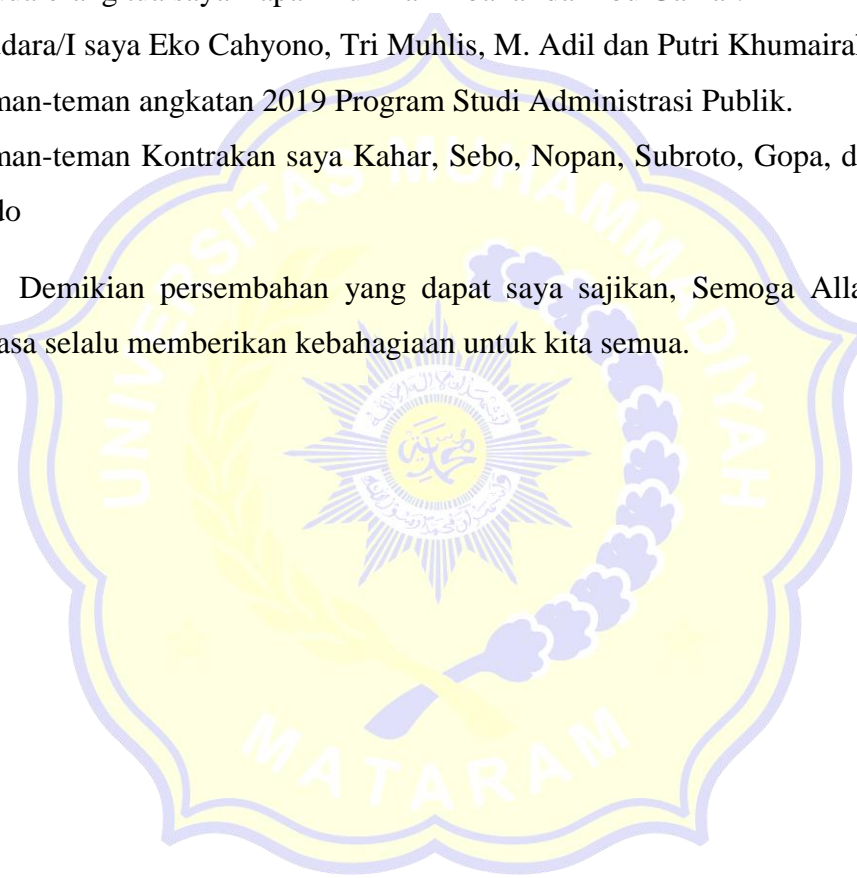 dara/I saya Eko Cahyono, Tri Muhlis, M. Adil dan Putri Khumaira
man-teman angkatan 2019 Program Studi Administrasi Publik.
man-teman Kontrakan saya Kahar, Sebo, Nopan, Subroto, Gopa, d
do
Demikian persembahan yang dapat saya sajikan, Semoga Alla
asa selalu memberikan kebahagiaan untuk kita semua.
UNIVERSITAS MUHAMMADIYAH
MATARAM